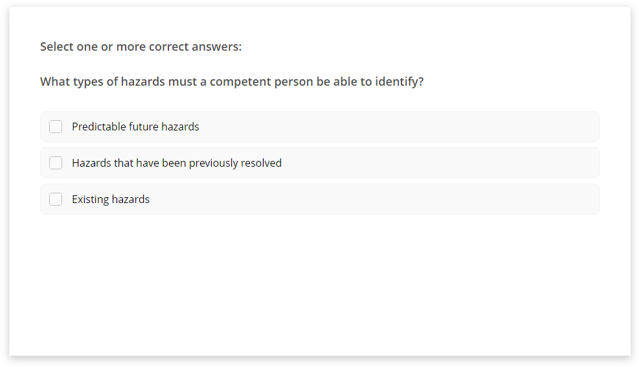 Select one or more correct answers:
What types of hazards must a competent person be able to identify?
Predictable future hazards
Hazards that have been previously resolved
Existing hazards